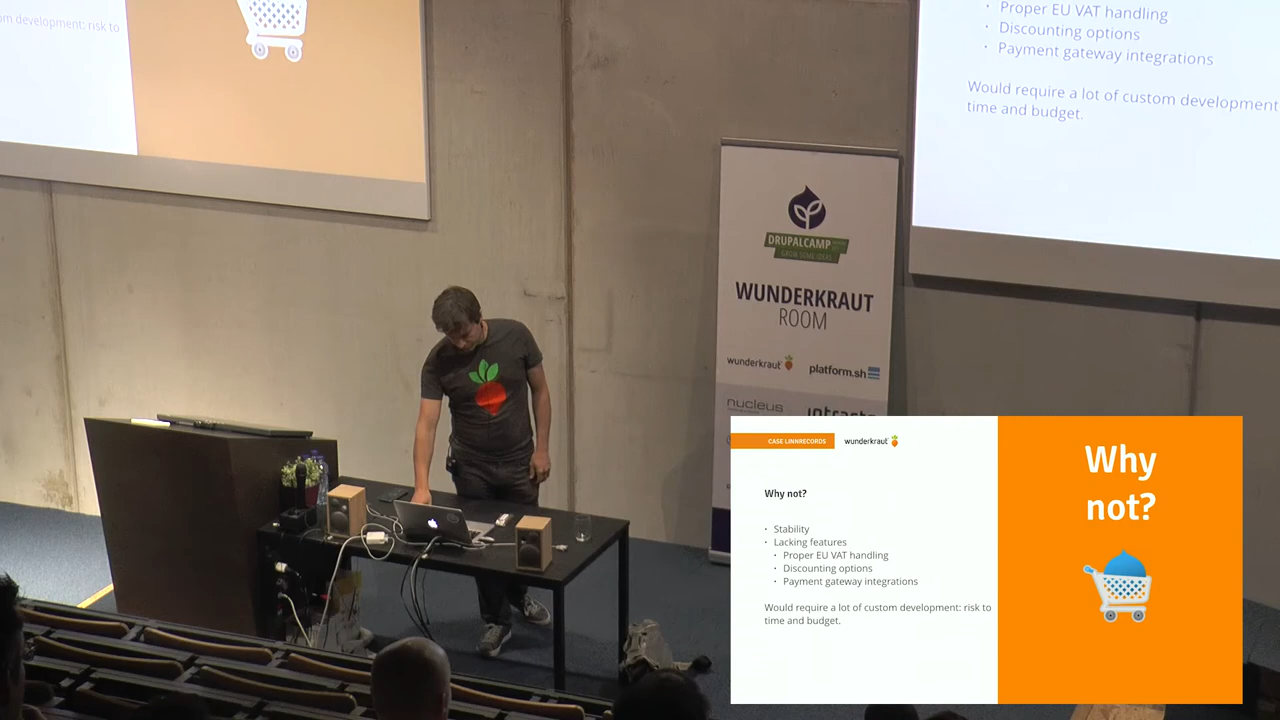 om development: risk to
Proper EU VAT handling
Discounting options
Payment gateway integrations
Would require a lot of custom development
time and budget.
DRUPALCAMP
WUNDERKRAUT
ROOM
wunderkraut
platform.sh
nucleus
CASE LINNRECORDS
wunderkraut
Why not?
Stability
Lacking features
Proper EU VAT handling
Discounting options
Payment gateway integrations
Would require a lot of custom development: risk to
time and budget.
Why
not?